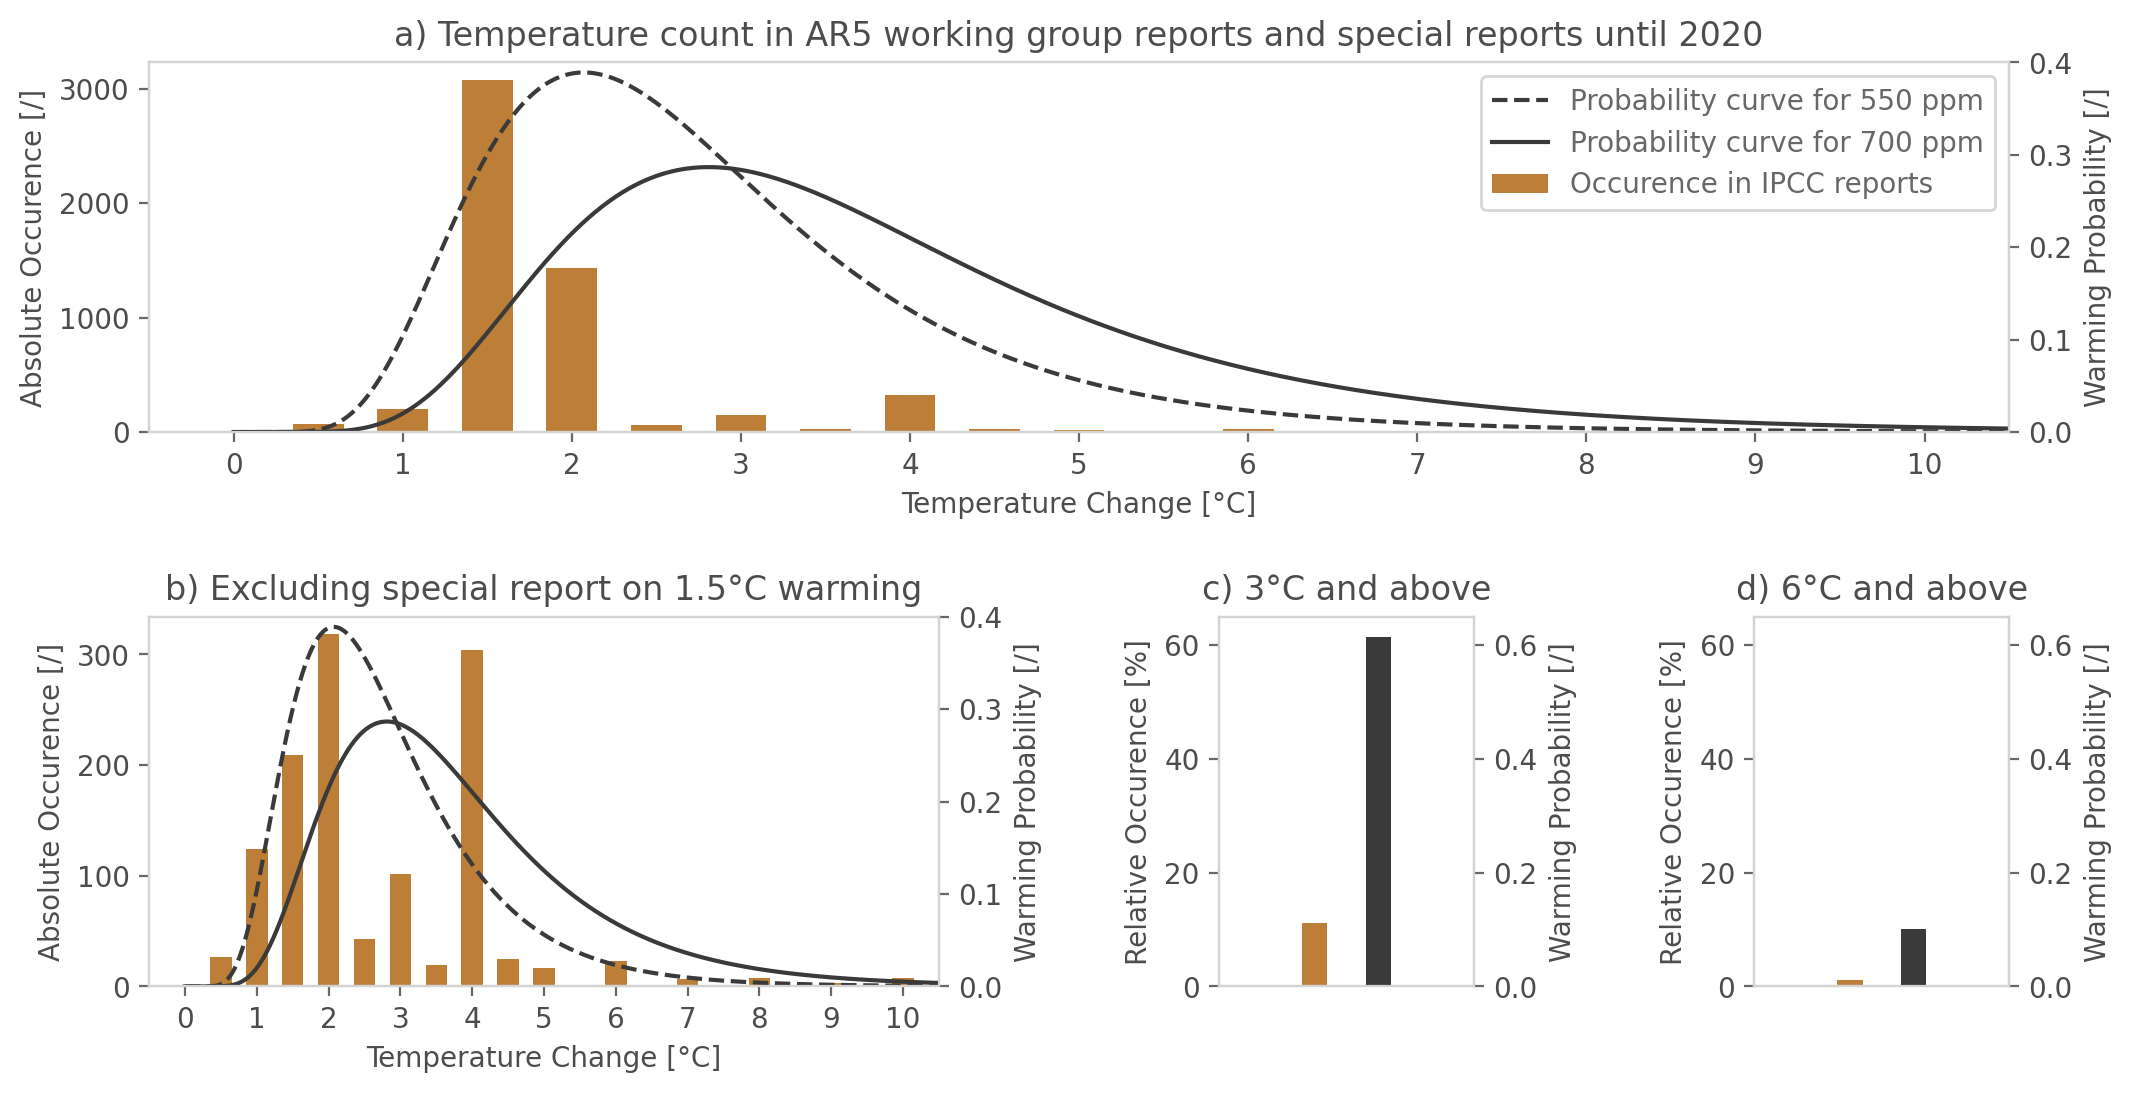 a) Temperature count in AR5 working group reports and special reports until 2020
Absolute Occurence [/]
3000
2000
1000
0
0.4
0.3
0.2
0.1
0.0
Warming Probability [/]
Probability curve for 550 ppm
Probability curve for 700 ppm
Occurence in IPCC reports
0 1 2 3 4 5 6 7 8 9 10
Temperature Change [°C]
b) Excluding special report on 1.5°C warming
Absolute Occurence [/]
300
200
100
0
0.4
0.3
0.2
0.1
0.0
Warming Probability [/]
0 1 2 3 4 5 6 7 8 9 10
Temperature Change [°C]
c) 3°C and above
Relative Occurence [%]
60
40
20
0
0.6
0.4
0.2
0.0
Warming Probability [/]
d) 6°C and above
Relative Occurence [%]
60
40
20
0
0.6
0.4
0.2
0.0
Warming Probability [/]